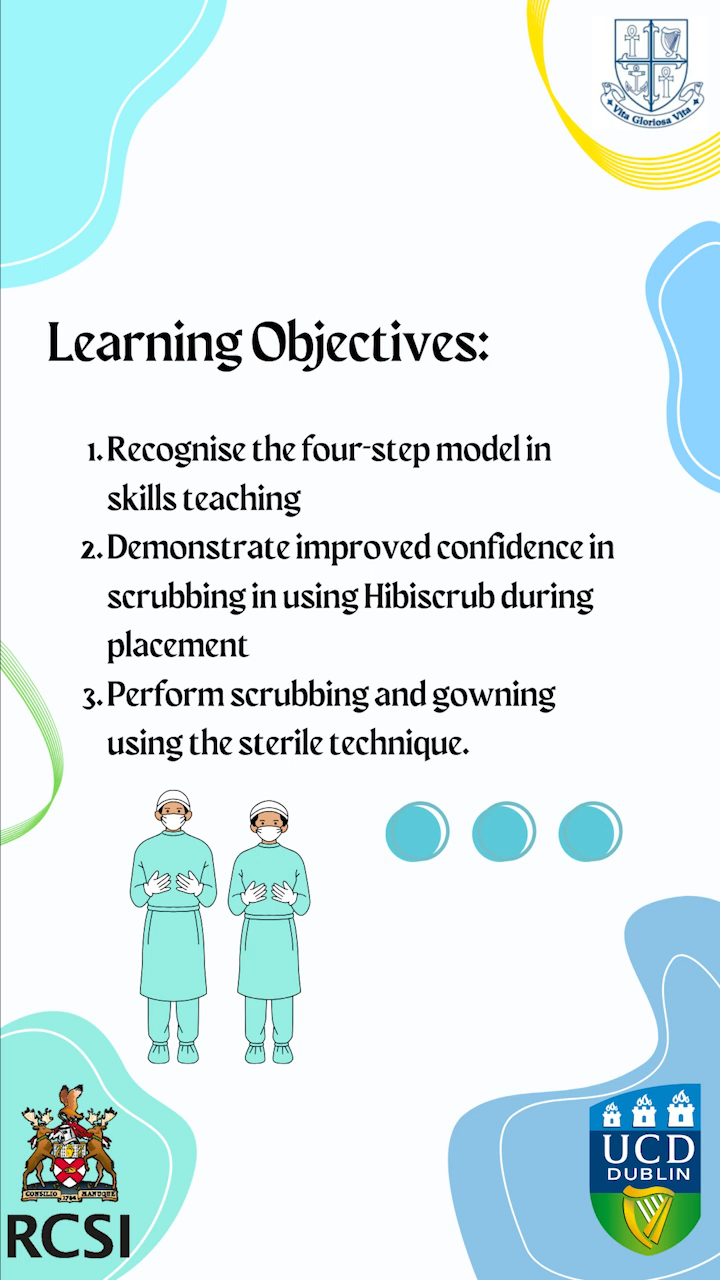 Vita Gloriosa Vita
Learning Objectives:
1. Recognise the four-step model in
skills teaching
2. Demonstrate improved confidence in
scrubbing in using Hibiscrub during
placement
3. Perform scrubbing and gowning
using the sterile technique.
CONSILIO 1784 MANUQUE
RCSI
UCD
DUBLIN